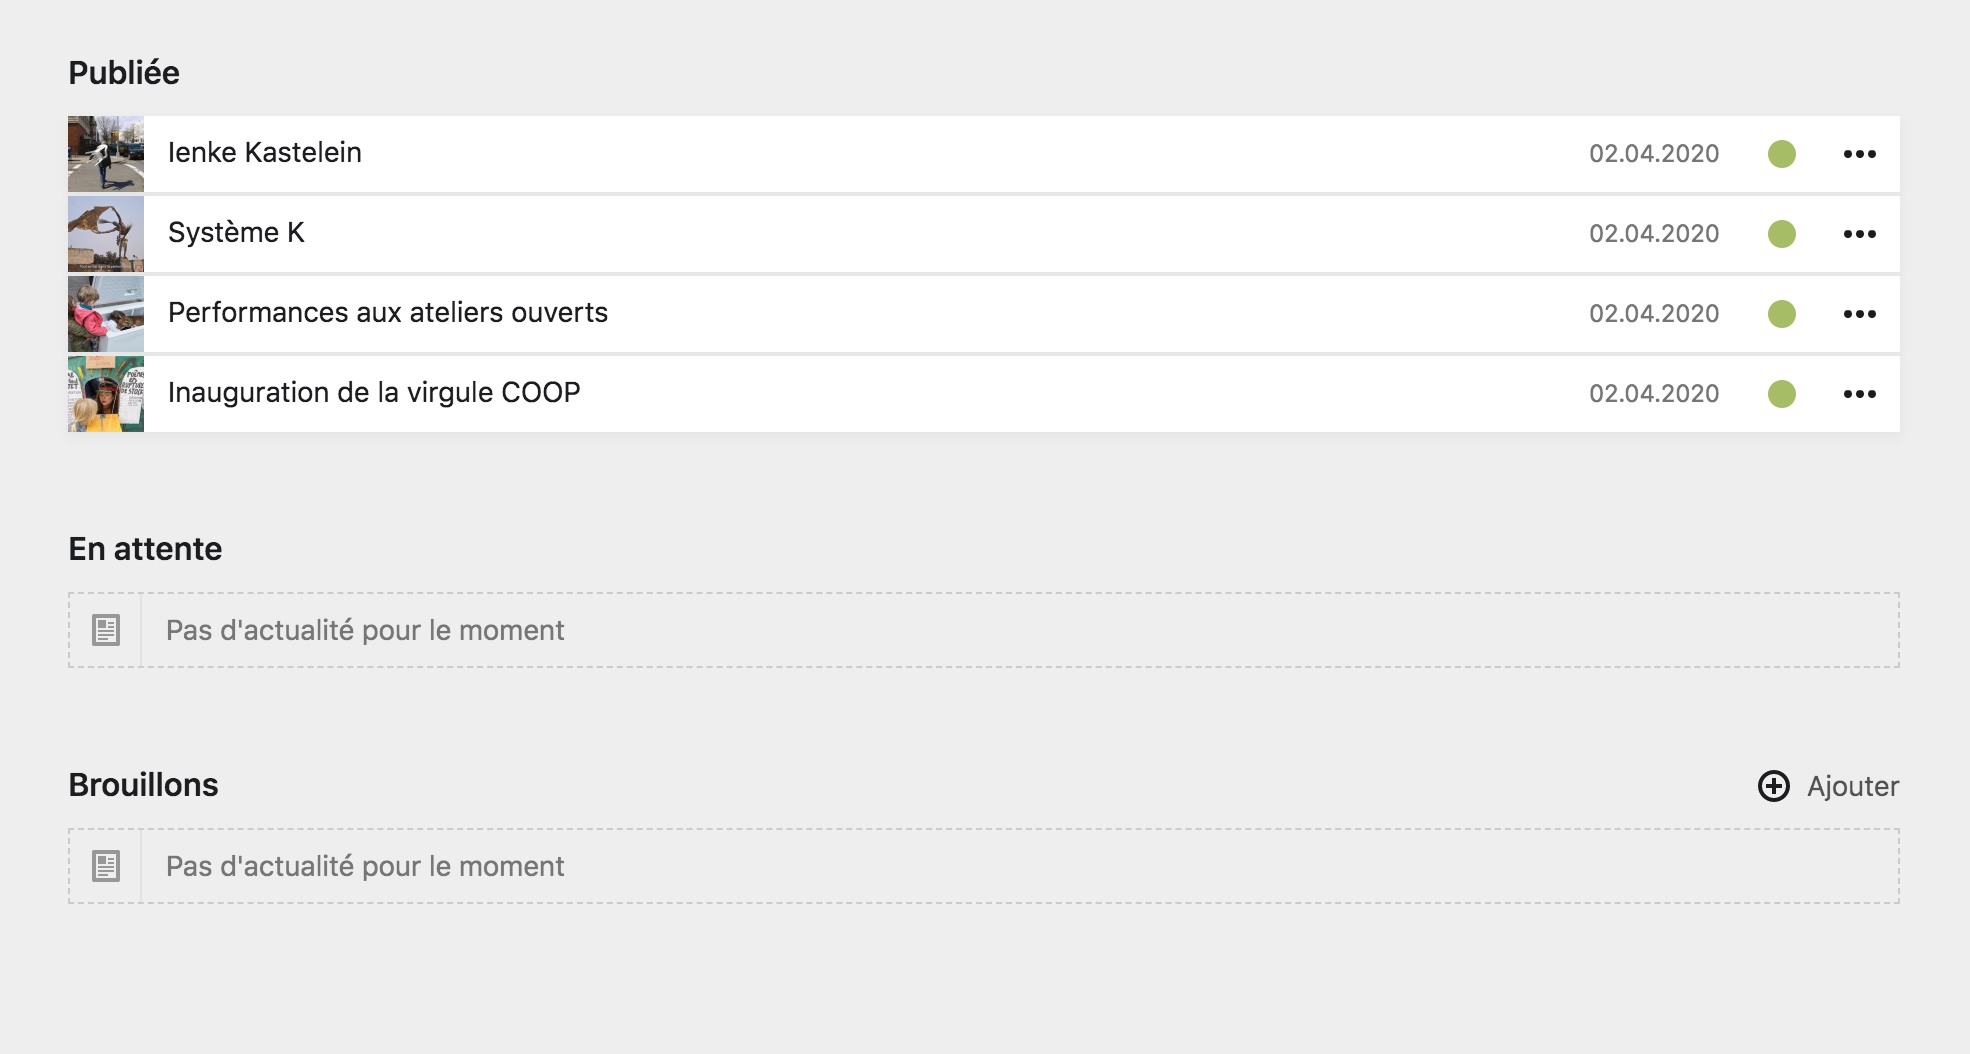 Publiée
Ienke Kastelein 02.04.2020
Système K 02.04.2020
Performances aux ateliers ouverts 02.04.2020
Inauguration de la virgule COOP 02.04.2020
En attente
Pas d'actualité pour le moment
Brouillons Ajouter
Pas d'actualité pour le moment